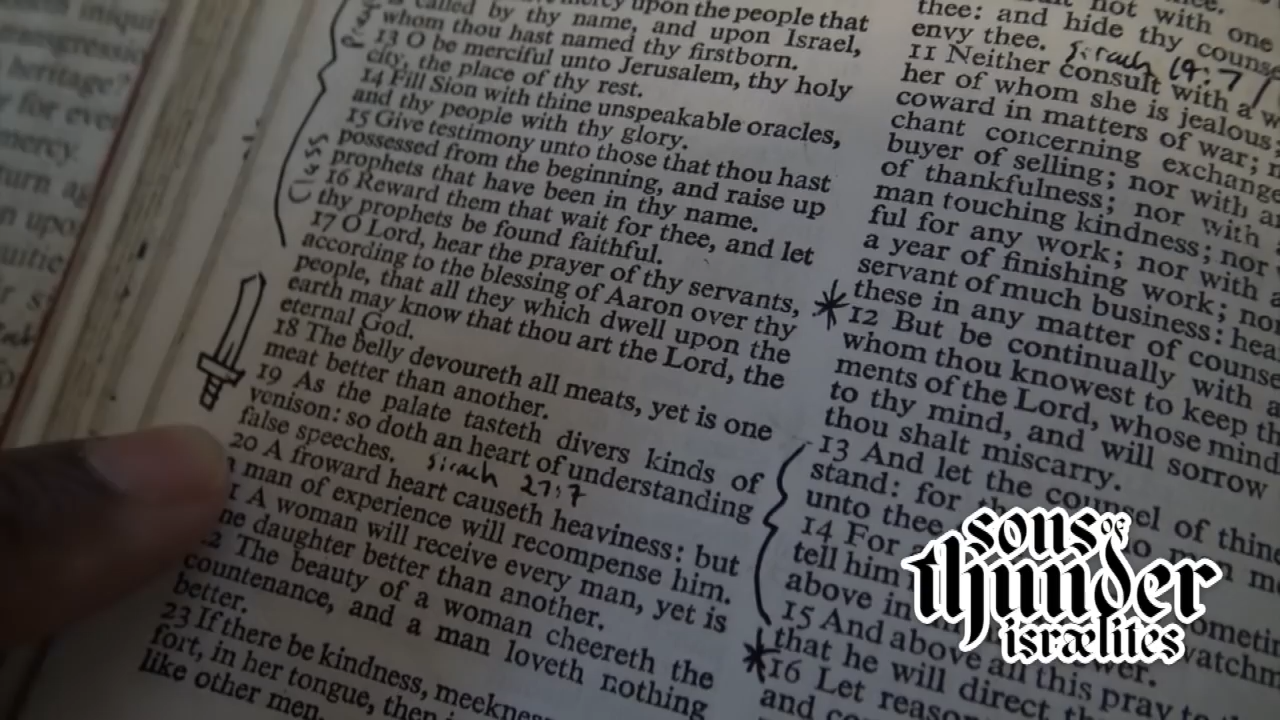 mercy upon the people that
called by thy name, and upon Israel,
whom thou hast named thy firstborn.
13 O be merciful unto Jerusalem, thy holy
city, the place of thy rest.
14 Fill Sion with thine unspeakable oracles,
and thy people with thy glory.
15 Give testimony unto those that thou hast
possessed from the beginning, and raise up
prophets that have been in thy name.
16 Reward them that wait for thee, and let
thy prophets be found faithful.
17 O Lord, hear the prayer of thy servants,
according to the blessing of Aaron over thy
people, that all they which dwell upon the
earth may know that thou art the Lord, the
eternal God.
18 The belly devoureth all meats, yet is one
meat better than another.
19 As the palate tasteth divers kinds of
venison: so doth an heart of understanding
false speeches. Sirach 27:7
20 A froward heart causeth heaviness: but
man of experience will recompense him.
A woman will receive every man, yet is
daughter better than another.
The beauty of a woman cheereth the
countenance, and a man loveth nothing
better.
23 If there be kindness, meekness
fort, in her tongue, then
like other men.
Class
not with one
thee: and hide thy
envy thee. Sirach 19:7
11 Neither consult with a
her of whom she is jealous;
coward in matters of war;
chant concerning exchange
buyer of selling; nor with
of thankfulness; nor with
man touching kindness; nor
ful for any work; nor with a
a year of finishing work; nor
servant of much business:
these in any matter of
12 But be continually with a
whom thou knowest to keep
ments of the Lord, whose mind
to thy mind, and will sorrow
thou shalt miscarry.
13 And let the counsel of
stand: for
unto thee
14 For
tell him
above in
15 And above all this pray
that he will direct
16 Let
and
sons of
thunder
israelites
mercy.